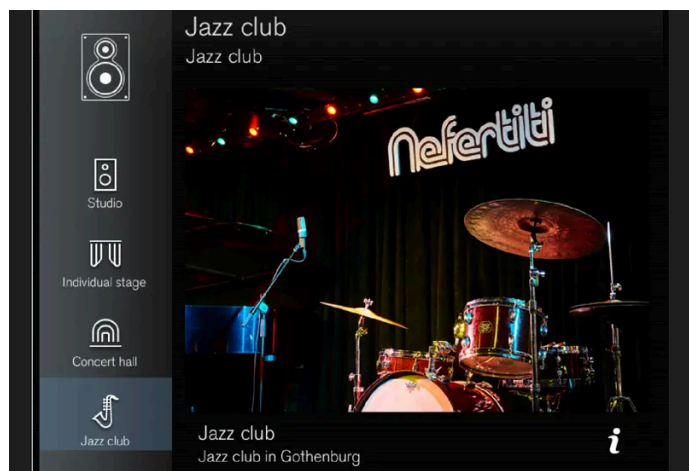 Jazz club
Jazz club
Nefertiti
Studio
Individual stage
Concert hall
Jazz club
Jazz club
Jazz club in Gothenburg
i